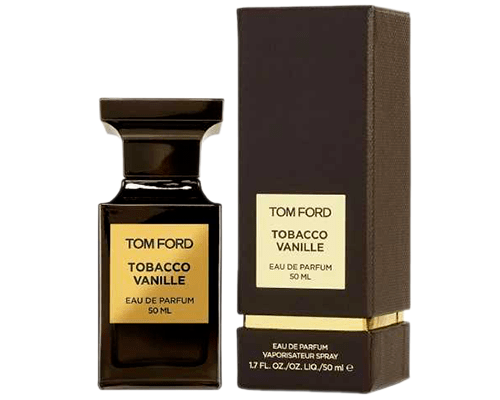 TOM FORD
TOBACCO
VANILLE
EAU DE PARFUM
50 ML
TOM FORD
TOBACCO
VANILLE
EAU DE PARFUM
50 ML
EAU DE PARFUM
VAPORISATEUR SPRAY
1.7 FL. OZ./OZ. LIQ./50 ml ℮